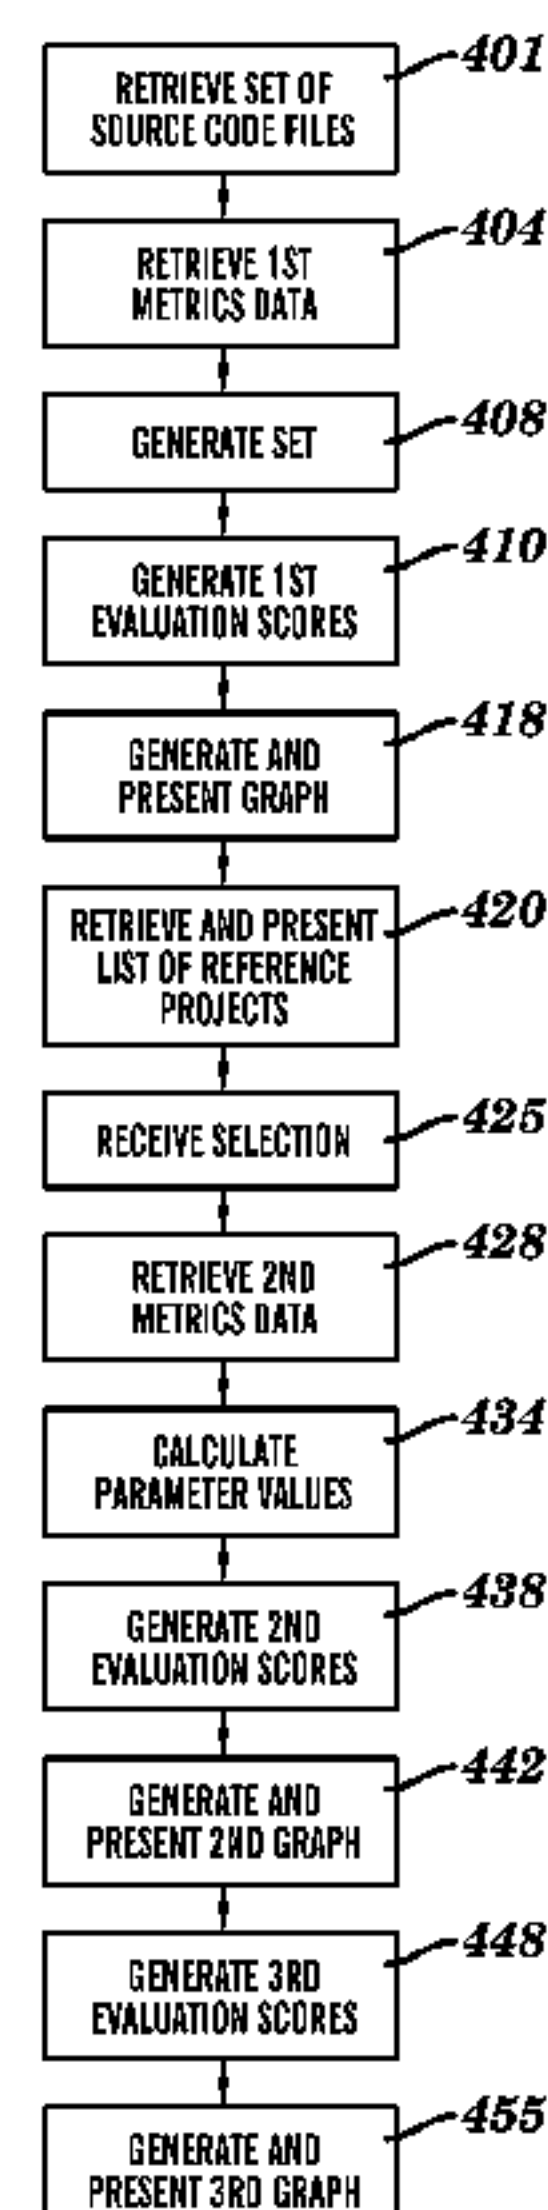 401
RETRIEVE SET OF
SOURCE CODE FILES
404
RETRIEVE 1ST
METRICS DATA
408
GENERATE SET
410
GENERATE 1ST
EVALUATION SCORES
418
GENERATE AND
PRESENT GRAPH
420
RETRIEVE AND PRESENT
LIST OF REFERENCE
PROJECTS
425
RECEIVE SELECTION
428
RETRIEVE 2ND
METRICS DATA
434
CALCULATE
PARAMETER VALUES
438
GENERATE 2ND
EVALUATION SCORES
442
GENERATE AND
PRESENT 2ND GRAPH
448
GENERATE 3RD
EVALUATION SCORES
455
GENERATE AND
PRESENT 3RD GRAPH